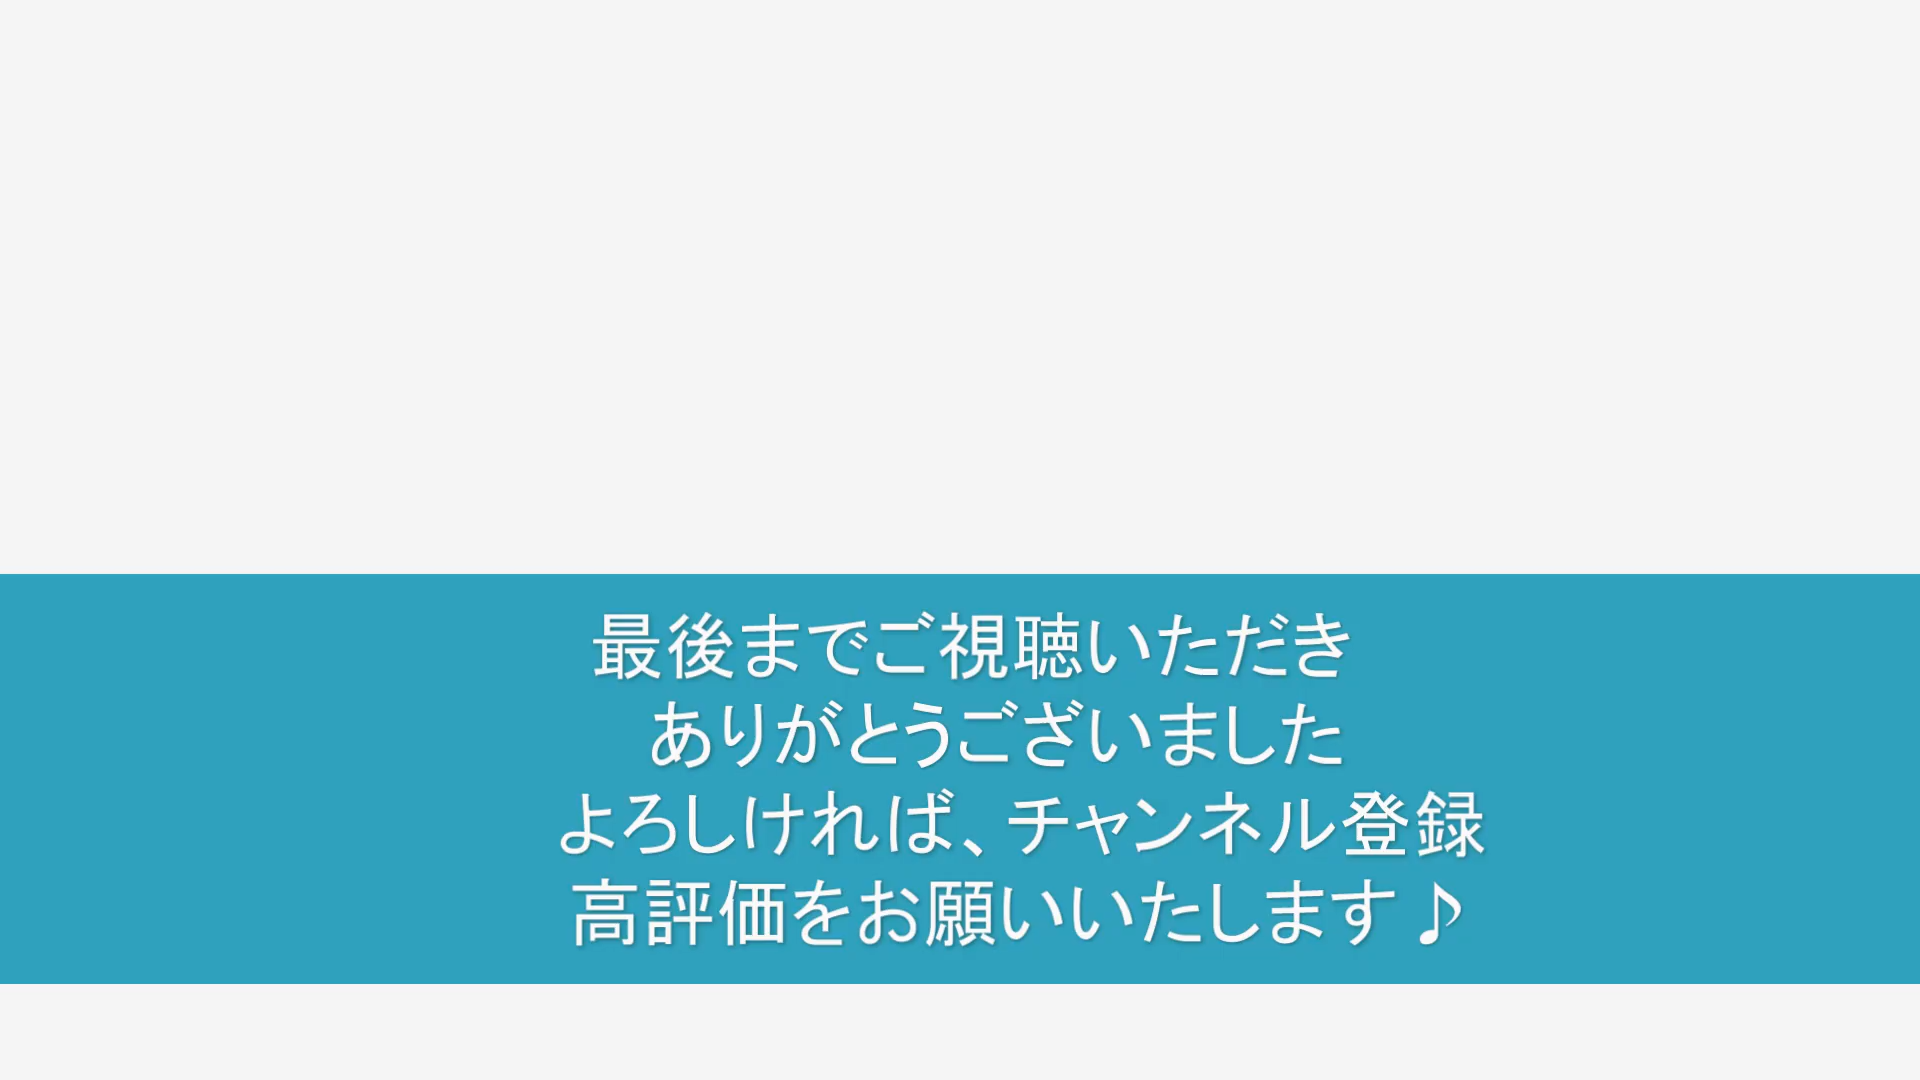 最後までご視聴いただき
ありがとうございました
よろしければ、チャンネル登録
高評価をお願いいたします♪